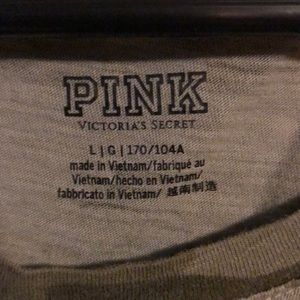 PINK
VICTORIA'S SECRET
L | G | 170/104A
made in Vietnam/fabriqué au
Vietnam/hecho en Vietnam/
fabbricato in Vietnam/ 越南制造